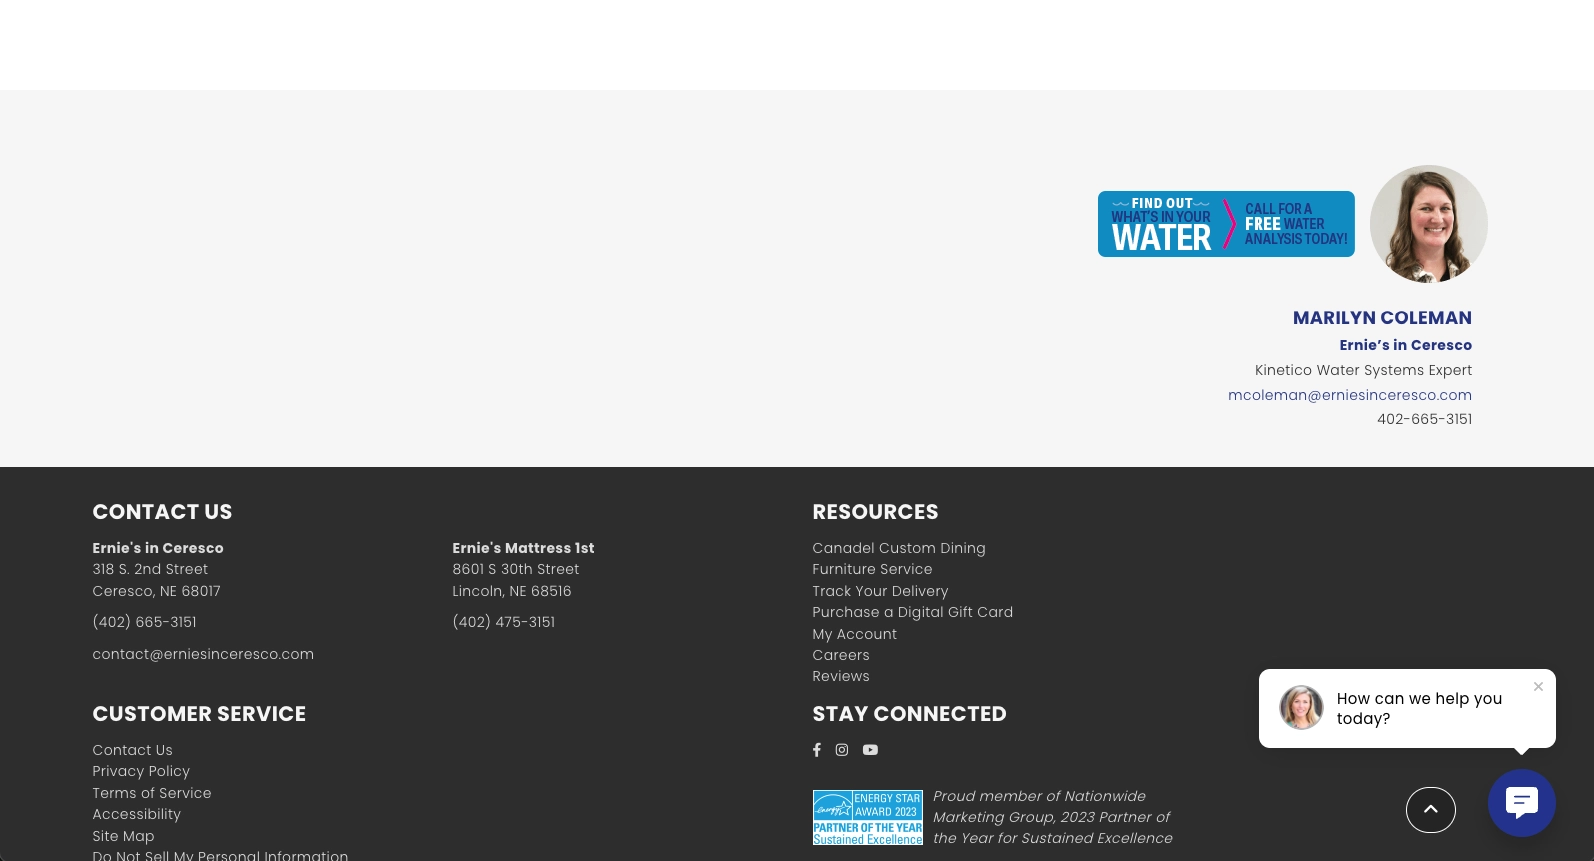 FIND OUT
WHAT'S IN YOUR
WATER
CALL FOR A
FREE WATER
ANALYSIS TODAY!
MARILYN COLEMAN
Ernie’s in Ceresco
Kinetico Water Systems Expert
mcoleman@erniesinceresco.com
402-665-3151
CONTACT US
Ernie's in Ceresco
318 S. 2nd Street
Ceresco, NE 68017
(402) 665-3151
contact@erniesinceresco.com
Ernie's Mattress 1st
8601 S 30th Street
Lincoln, NE 68516
(402) 475-3151
RESOURCES
Canadel Custom Dining
Furniture Service
Track Your Delivery
Purchase a Digital Gift Card
My Account
Careers
Reviews
CUSTOMER SERVICE
Contact Us
Privacy Policy
Terms of Service
Accessibility
Site Map
Do Not Sell My Personal Information
STAY CONNECTED
energy
ENERGY STAR
AWARD 2023
PARTNER OF THE YEAR
Sustained Excellence
Proud member of Nationwide
Marketing Group, 2023 Partner of
the Year for Sustained Excellence
How can we help you
today?